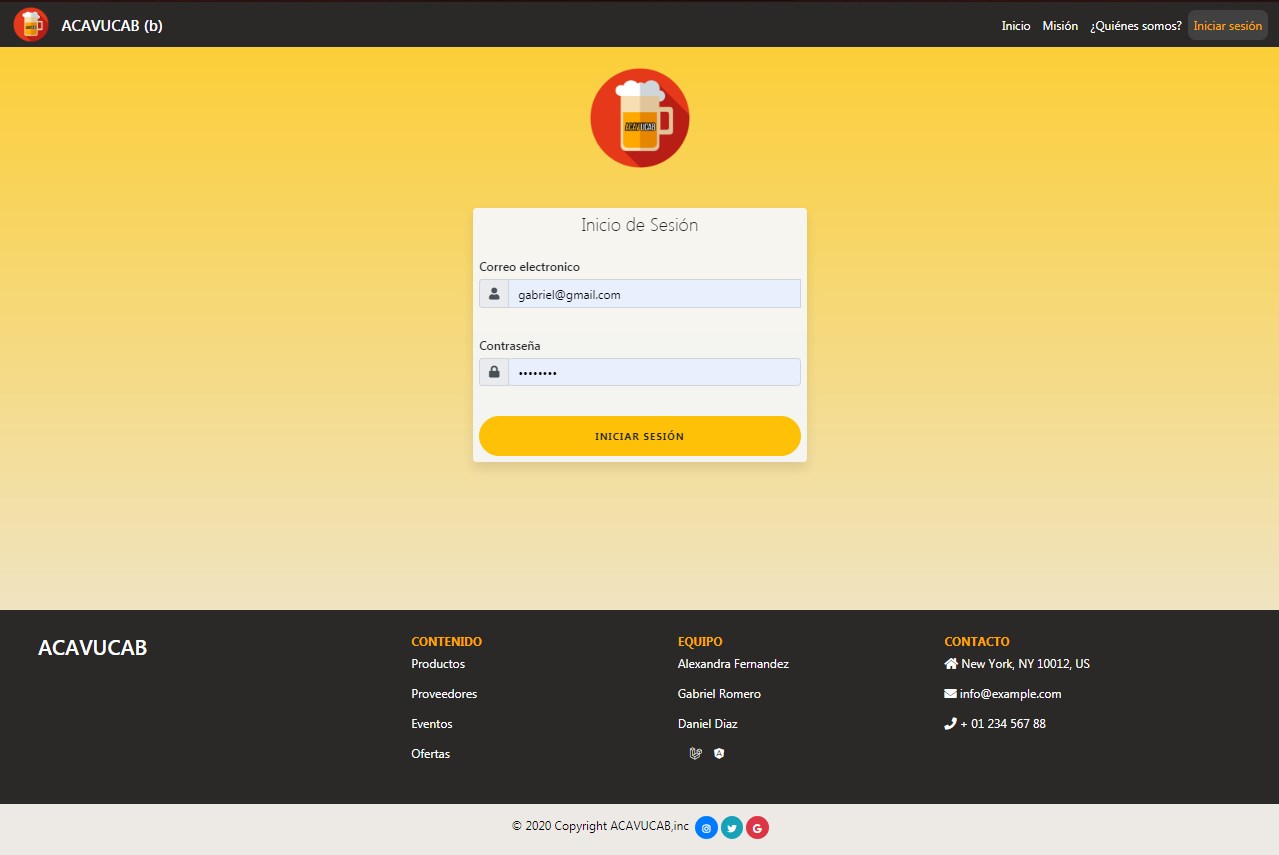 ACAVUCAB (b)
Inicio Misión ¿Quiénes somos? Iniciar sesión
ACAVUCAB
Inicio de Sesión
Correo electronico
gabriel@gmail.com
Contraseña
••••••••
INICIAR SESIÓN
ACAVUCAB
CONTENIDO
Productos
Proveedores
Eventos
Ofertas
EQUIPO
Alexandra Fernandez
Gabriel Romero
Daniel Diaz
CONTACTO
New York, NY 10012, US
info@example.com
+ 01 234 567 88
© 2020 Copyright ACAVUCAB,inc